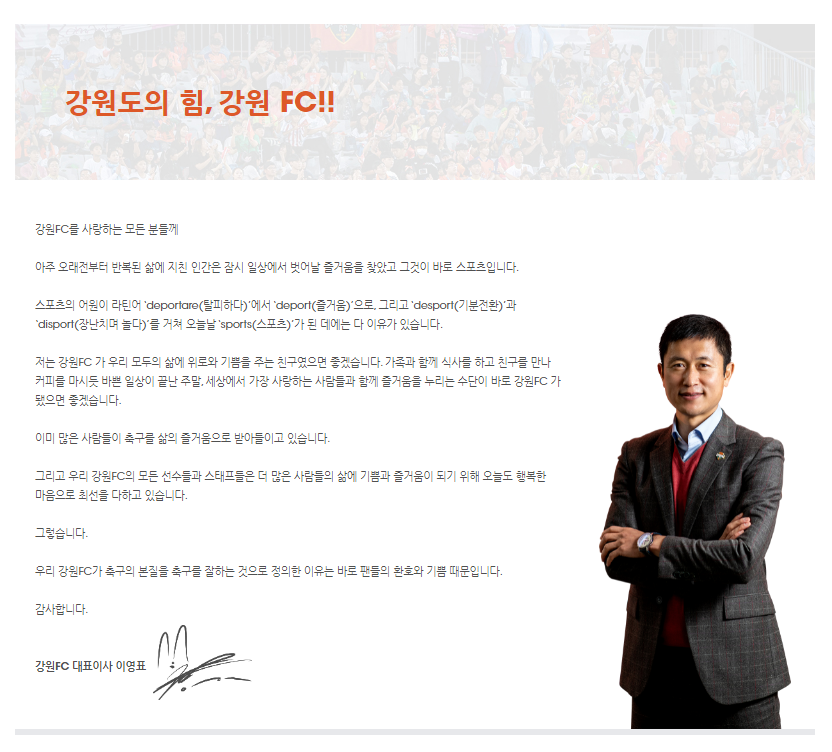 강원도의 힘, 강원 FC!!
강원FC를 사랑하는 모든 분들께
아주 오래전부터 반복된 삶에 지친 인간은 잠시 일상에서 벗어날 즐거움을 찾았고 그것이 바로 스포츠입니다.
스포츠의 어원이 라틴어 'deportare(탈피하다)'에서 'deport(즐거움)'으로, 그리고 'desport(기분전환)'과
'disport(장난치며 놀다)'를 거쳐 오늘날 'sports(스포츠)'가 된 데에는 다 이유가 있습니다.
저는 강원FC 가 우리 모두의 삶에 위로와 기쁨을 주는 친구였으면 좋겠습니다. 가족과 함께 식사를 하고 친구를 만나
커피를 마시듯 바쁜 일상이 끝난 주말, 세상에서 가장 사랑하는 사람들과 함께 즐거움을 누리는 수단이 바로 강원FC 가
됐으면 좋겠습니다.
이미 많은 사람들이 축구를 삶의 즐거움으로 받아들이고 있습니다.
그리고 우리 강원FC의 모든 선수들과 스태프들은 더 많은 사람들의 삶에 기쁨과 즐거움이 되기 위해 오늘도 행복한
마음으로 최선을 다하고 있습니다.
그렇습니다.
우리 강원FC가 축구의 본질을 축구를 잘하는 것으로 정의한 이유는 바로 팬들의 환호와 기쁨 때문입니다.
감사합니다.
강원FC 대표이사 이영표